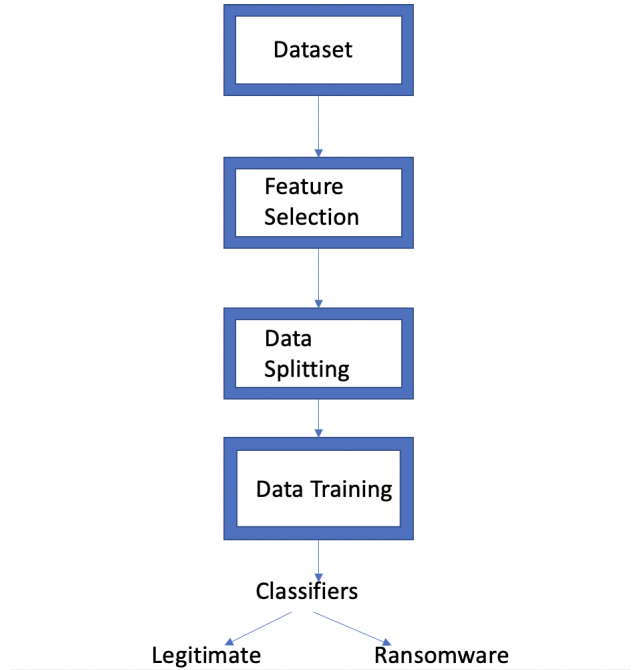 Dataset
Feature
Selection
Data
Splitting
Data Training
Classifiers
Legitimate
Ransomware